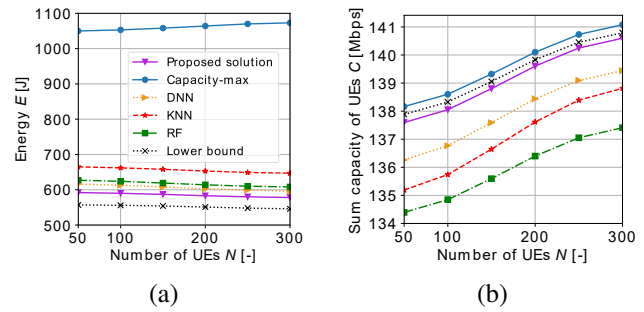 1100
1000
900
800
700
600
500
50
100
200
300
Energy E [J]
Number of UEs N [-]
Proposed solution
Capacity-max
DNN
KNN
RF
Lower bound
(a)
141
140
139
138
137
136
135
134
50
100
200
300
Sum capacity of UEs C [Mbps]
Number of UEs N [-]
(b)